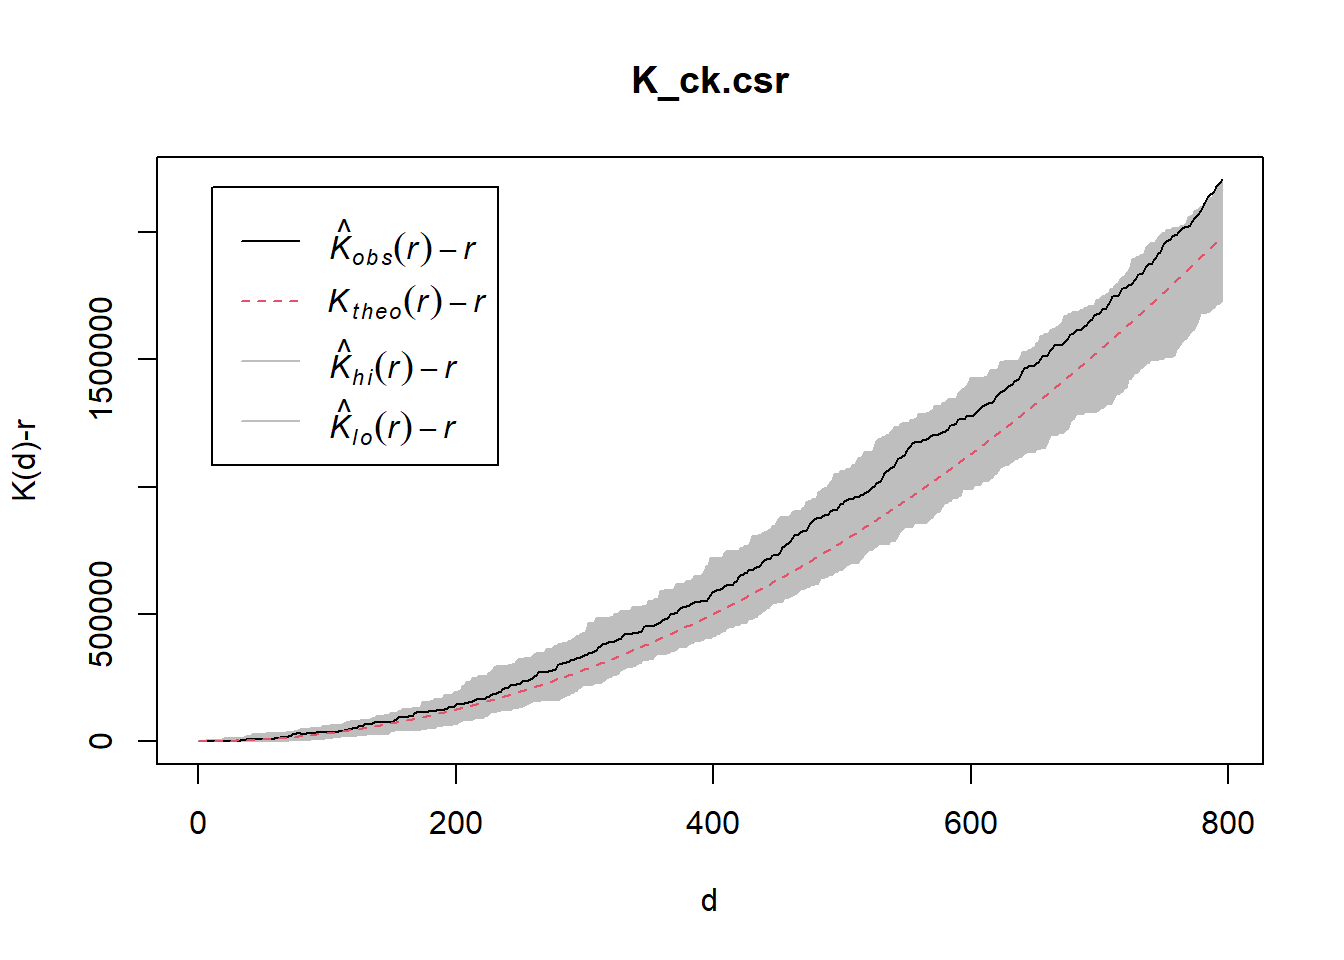 K_ck.csr
K̂obs(r) − r
Ktheo(r) − r
K̂hi(r) − r
K̂lo(r) − r
K(d)-r
0
500000
1500000
0 200 400 600 800
d